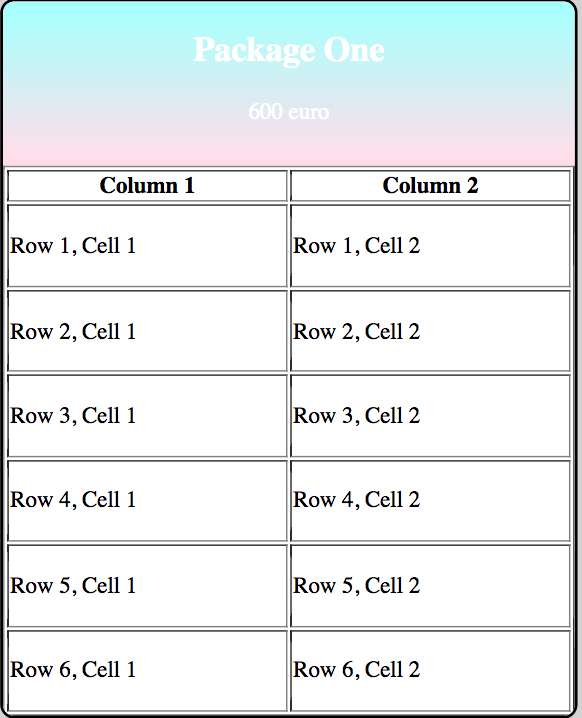 Package One
600 euro
Column 1 Column 2
Row 1, Cell 1 Row 1, Cell 2
Row 2, Cell 1 Row 2, Cell 2
Row 3, Cell 1 Row 3, Cell 2
Row 4, Cell 1 Row 4, Cell 2
Row 5, Cell 1 Row 5, Cell 2
Row 6, Cell 1 Row 6, Cell 2